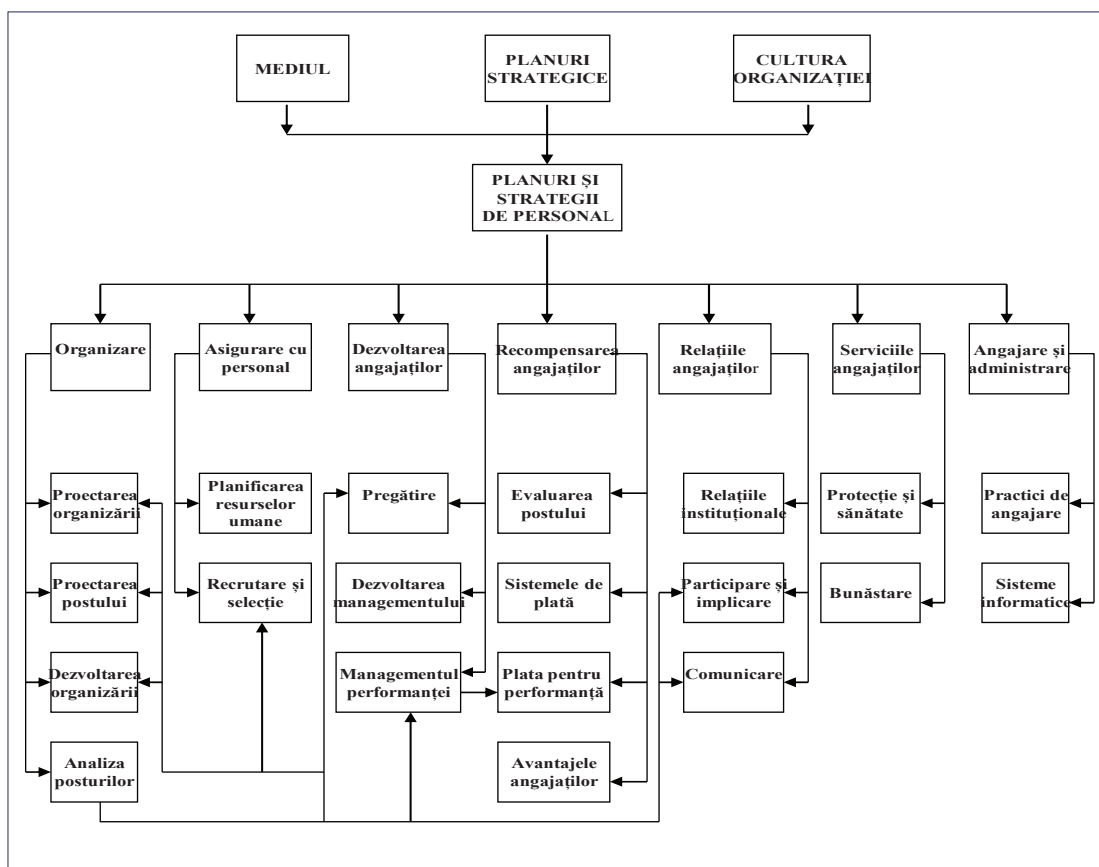 MEDIUL
PLANURI
STRATEGICE
CULTURA
ORGANIZAȚIEI
PLANURI ȘI
STRATEGII
DE PERSONAL
Organizare
Asigurare cu
personal
Dezvoltarea
angajaților
Recompensarea
angajaților
Relațiile
angajaților
Serviciile
angajaților
Angajare și
administrare
Proectarea
organizării
Planificarea
resurselor
umane
Pregătire
Evaluarea
postului
Relațiile
instituționale
Protecție și
sănătate
Practici de
angajare
Proectarea
postului
Recrutare și
selecție
Dezvoltarea
managementului
Sistemele de
plată
Participare și
implicare
Bunăstare
Sisteme
informatice
Dezvoltarea
organizării
Managementul
performanței
Plata pentru
performanță
Comunicare
Analiza
posturilor
Avantajele
angajaților